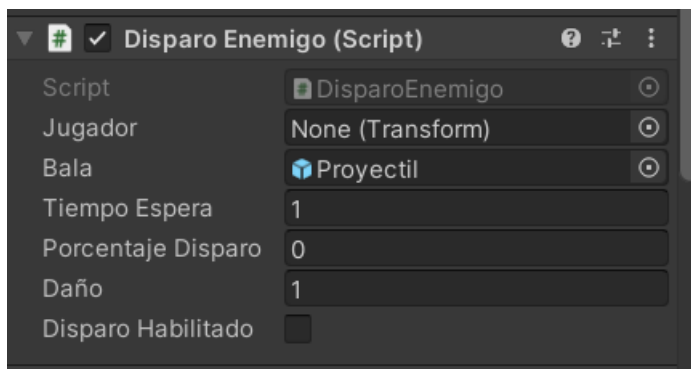 Disparo Enemigo (Script)
Script DisparoEnemigo
Jugador None (Transform)
Bala Proyectil
Tiempo Espera 1
Porcentaje Disparo 0
Daño 1
Disparo Habilitado